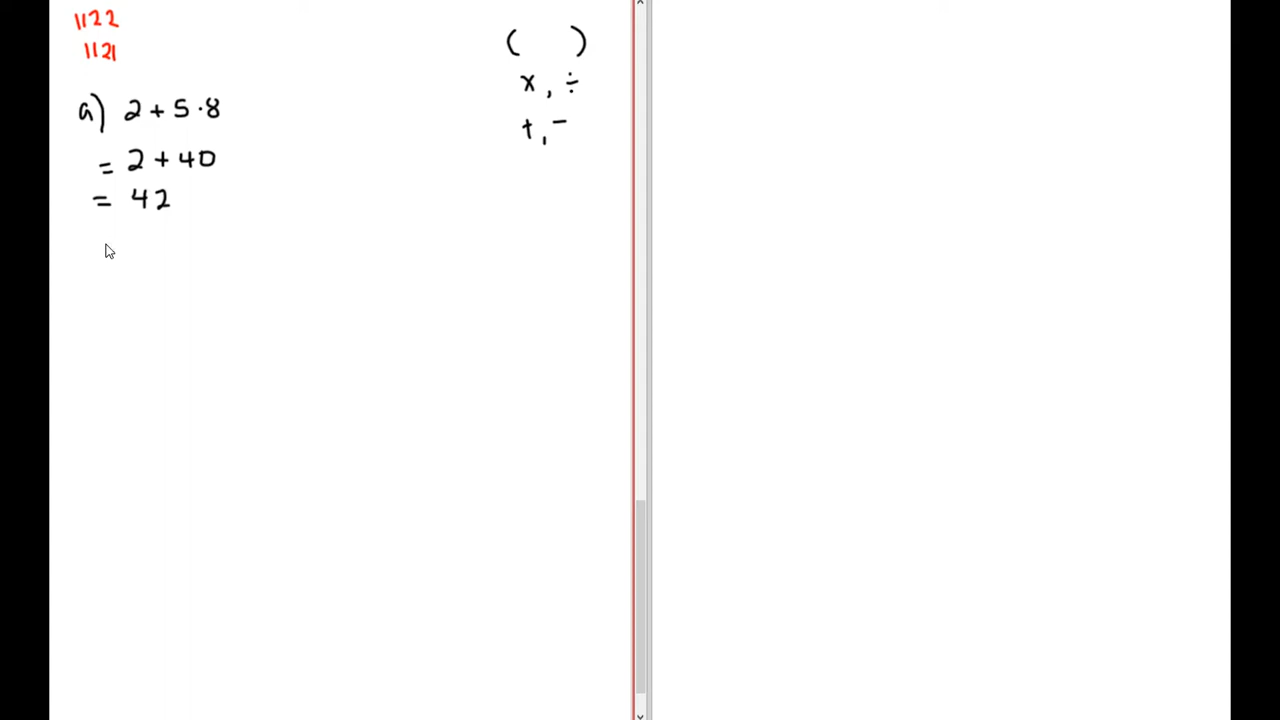 1122
1121
a) 2 + 5 · 8
= 2 + 40
= 42
( )
x, ÷
+, -